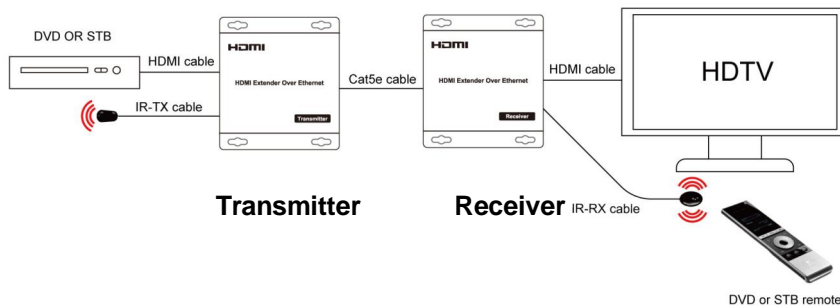 DVD OR STB
HDMI cable
IR-TX cable
HDMI
HDMI Extender Over Ethernet
Transmitter
Cat5e cable
HDMI
HDMI Extender Over Ethernet
Receiver
HDMI cable
HDTV
Transmitter
Receiver
IR-RX cable
DVD or STB remote